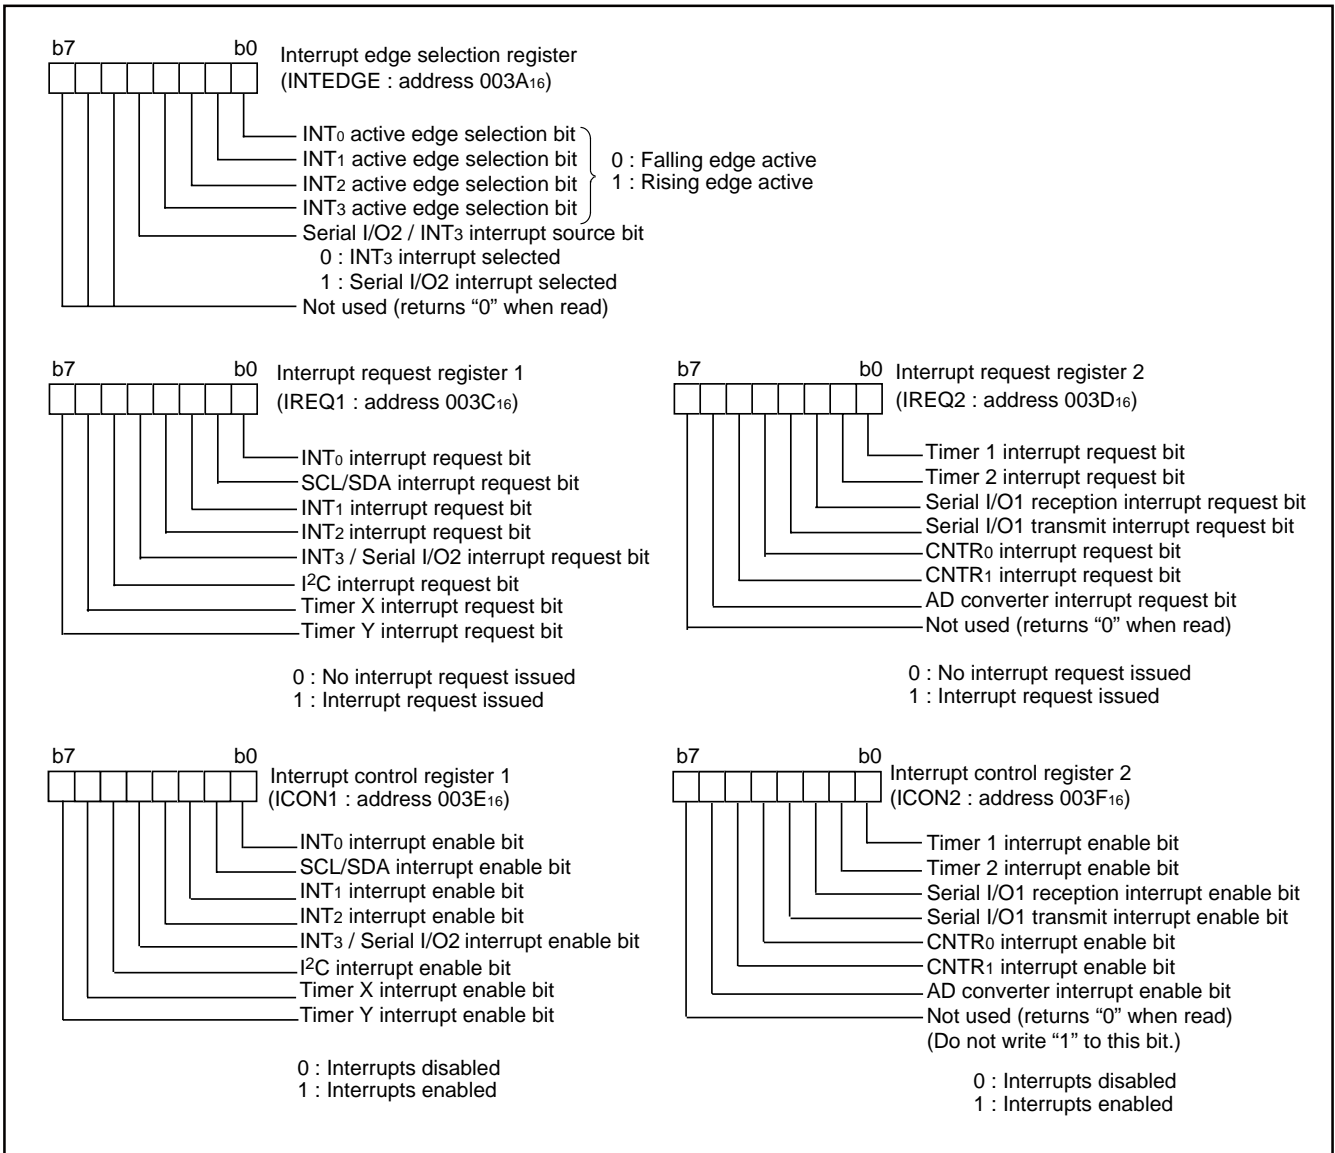 b7 b0 Interrupt edge selection register
(INTEDGE : address 003A16)
INT0 active edge selection bit
INT1 active edge selection bit
INT2 active edge selection bit
INT3 active edge selection bit
0 : Falling edge active
1 : Rising edge active
Serial I/O2 / INT3 interrupt source bit
0 : INT3 interrupt selected
1 : Serial I/O2 interrupt selected
Not used (returns “0” when read)
b7 b0 Interrupt request register 1
(IREQ1 : address 003C16)
INT0 interrupt request bit
SCL/SDA interrupt request bit
INT1 interrupt request bit
INT2 interrupt request bit
INT3 / Serial I/O2 interrupt request bit
I2C interrupt request bit
Timer X interrupt request bit
Timer Y interrupt request bit
0 : No interrupt request issued
1 : Interrupt request issued
b7 b0 Interrupt request register 2
(IREQ2 : address 003D16)
Timer 1 interrupt request bit
Timer 2 interrupt request bit
Serial I/O1 reception interrupt request bit
Serial I/O1 transmit interrupt request bit
CNTR0 interrupt request bit
CNTR1 interrupt request bit
AD converter interrupt request bit
Not used (returns “0” when read)
0 : No interrupt request issued
1 : Interrupt request issued
b7 b0 Interrupt control register 1
(ICON1 : address 003E16)
INT0 interrupt enable bit
SCL/SDA interrupt enable bit
INT1 interrupt enable bit
INT2 interrupt enable bit
INT3 / Serial I/O2 interrupt enable bit
I2C interrupt enable bit
Timer X interrupt enable bit
Timer Y interrupt enable bit
0 : Interrupts disabled
1 : Interrupts enabled
b7 b0 Interrupt control register 2
(ICON2 : address 003F16)
Timer 1 interrupt enable bit
Timer 2 interrupt enable bit
Serial I/O1 reception interrupt enable bit
Serial I/O1 transmit interrupt enable bit
CNTR0 interrupt enable bit
CNTR1 interrupt enable bit
AD converter interrupt enable bit
Not used (returns “0” when read)
(Do not write “1” to this bit.)
0 : Interrupts disabled
1 : Interrupts enabled